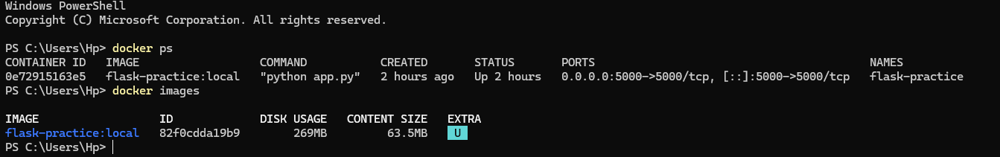 Windows PowerShell
Copyright (C) Microsoft Corporation. All rights reserved.
PS C:\Users\Hp> docker ps
CONTAINER ID   IMAGE                  COMMAND           CREATED       STATUS       PORTS                                         NAMES
0e72915163e5   flask-practice:local   "python app.py"   2 hours ago   Up 2 hours   0.0.0.0:5000->5000/tcp, [::]:5000->5000/tcp   flask-practice
PS C:\Users\Hp> docker images
IMAGE                  ID             DISK USAGE   CONTENT SIZE   EXTRA
flask-practice:local   82f0cdda19b9        269MB         63.5MB    U
PS C:\Users\Hp>